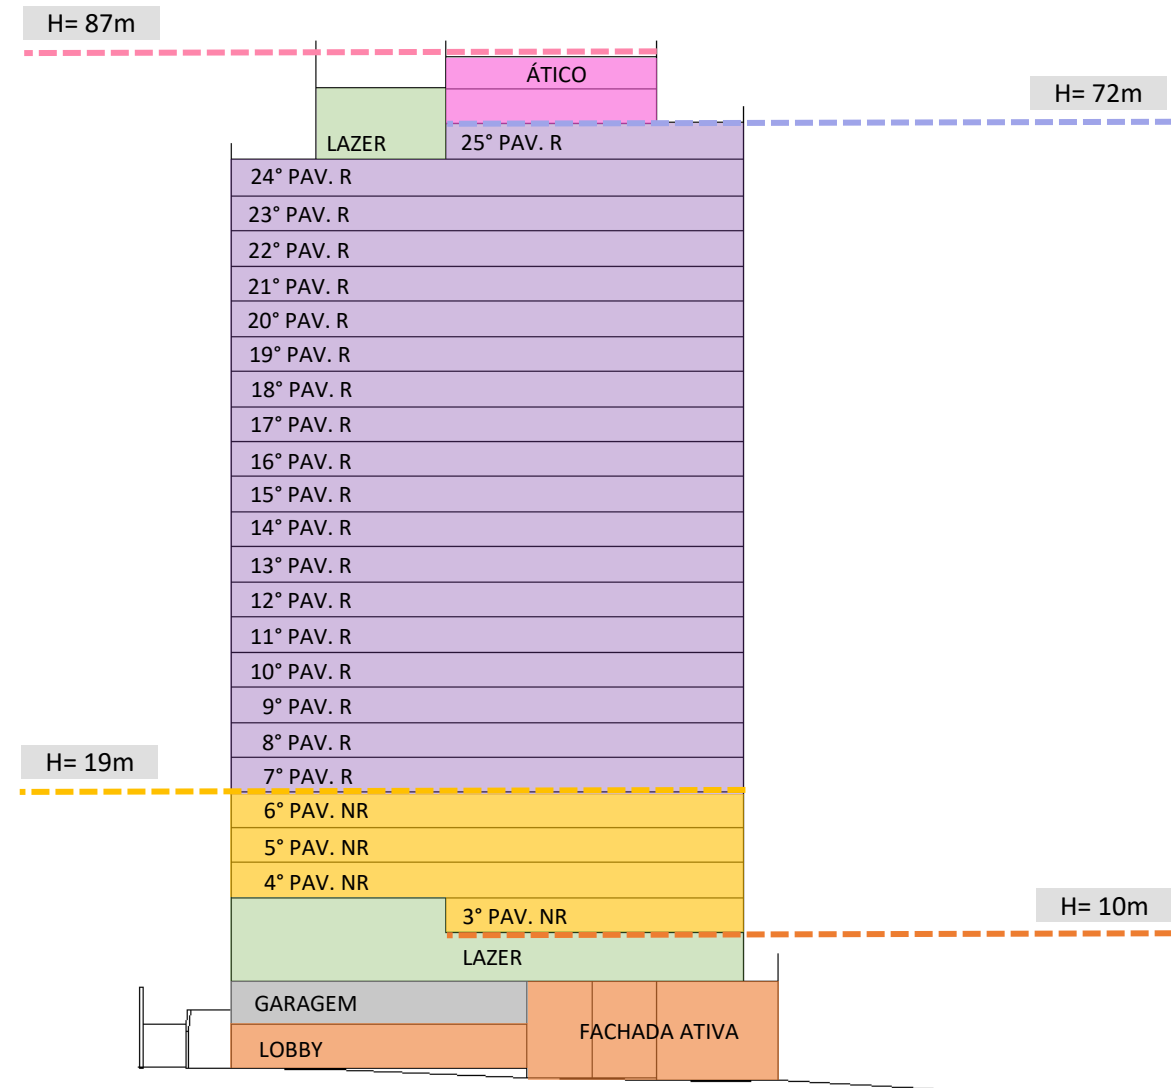 H= 87m
ÁTICO
H= 72m
LAZER
25° PAV. R
24° PAV. R
23° PAV. R
22° PAV. R
21° PAV. R
20° PAV. R
19° PAV. R
18° PAV. R
17° PAV. R
16° PAV. R
15° PAV. R
14° PAV. R
13° PAV. R
12° PAV. R
11° PAV. R
10° PAV. R
9° PAV. R
8° PAV. R
H= 19m
7° PAV. R
6° PAV. NR
5° PAV. NR
4° PAV. NR
H= 10m
3° PAV. NR
LAZER
GARAGEM
FACHADA ATIVA
LOBBY